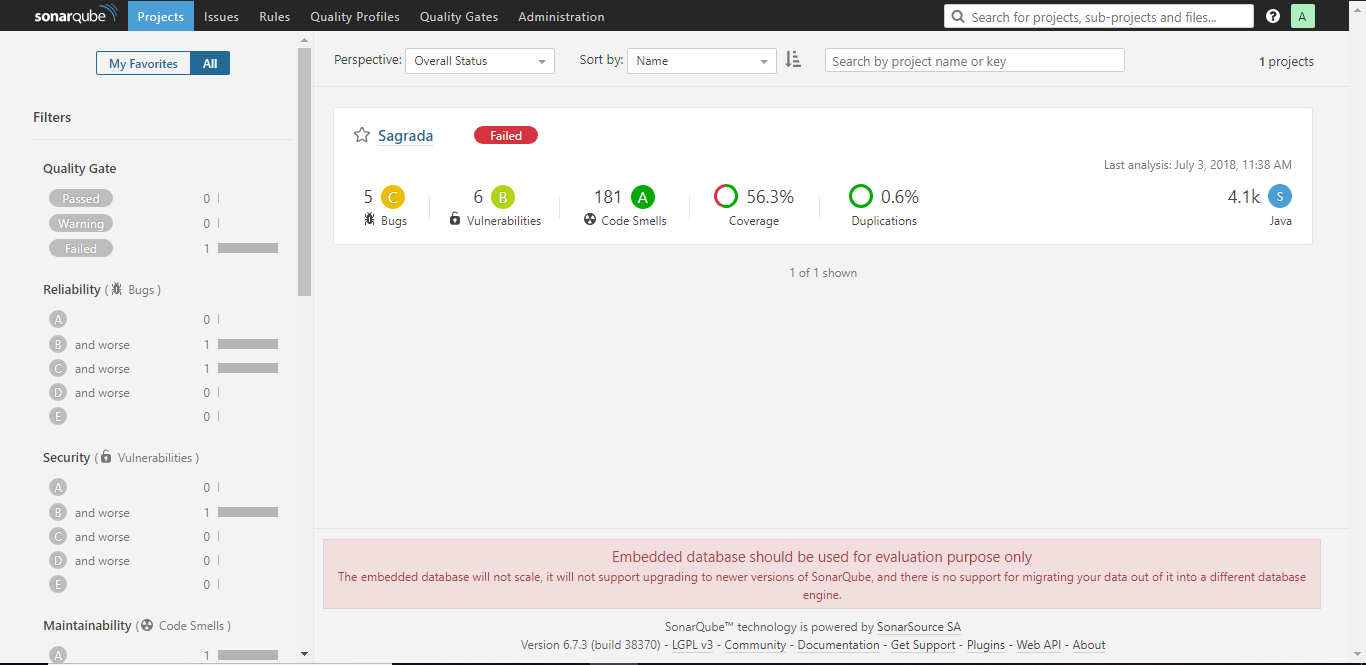 sonarqube Projects Issues Rules Quality Profiles Quality Gates Administration Search for projects, sub-projects and files... ? A
My Favorites All
Filters
Quality Gate
Passed 0
Warning 0
Failed 1
Reliability ( Bugs )
A 0
B and worse 1
C and worse 1
D and worse 0
E 0
Security ( Vulnerabilities )
A 0
B and worse 1
C and worse 0
D and worse 0
E 0
Maintainability ( Code Smells )
A 1
Perspective: Overall Status Sort by: Name Search by project name or key 1 projects
Sagrada Failed
Last analysis: July 3, 2018, 11:38 AM
5 C 6 B 181 A 56.3% 0.6% 4.1k S
Bugs Vulnerabilities Code Smells Coverage Duplications Java
1 of 1 shown
Embedded database should be used for evaluation purpose only
The embedded database will not scale, it will not support upgrading to newer versions of SonarQube, and there is no support for migrating your data out of it into a different database
engine.
SonarQube™ technology is powered by SonarSource SA
Version 6.7.3 (build 38370) - LGPL v3 - Community - Documentation - Get Support - Plugins - Web API - About